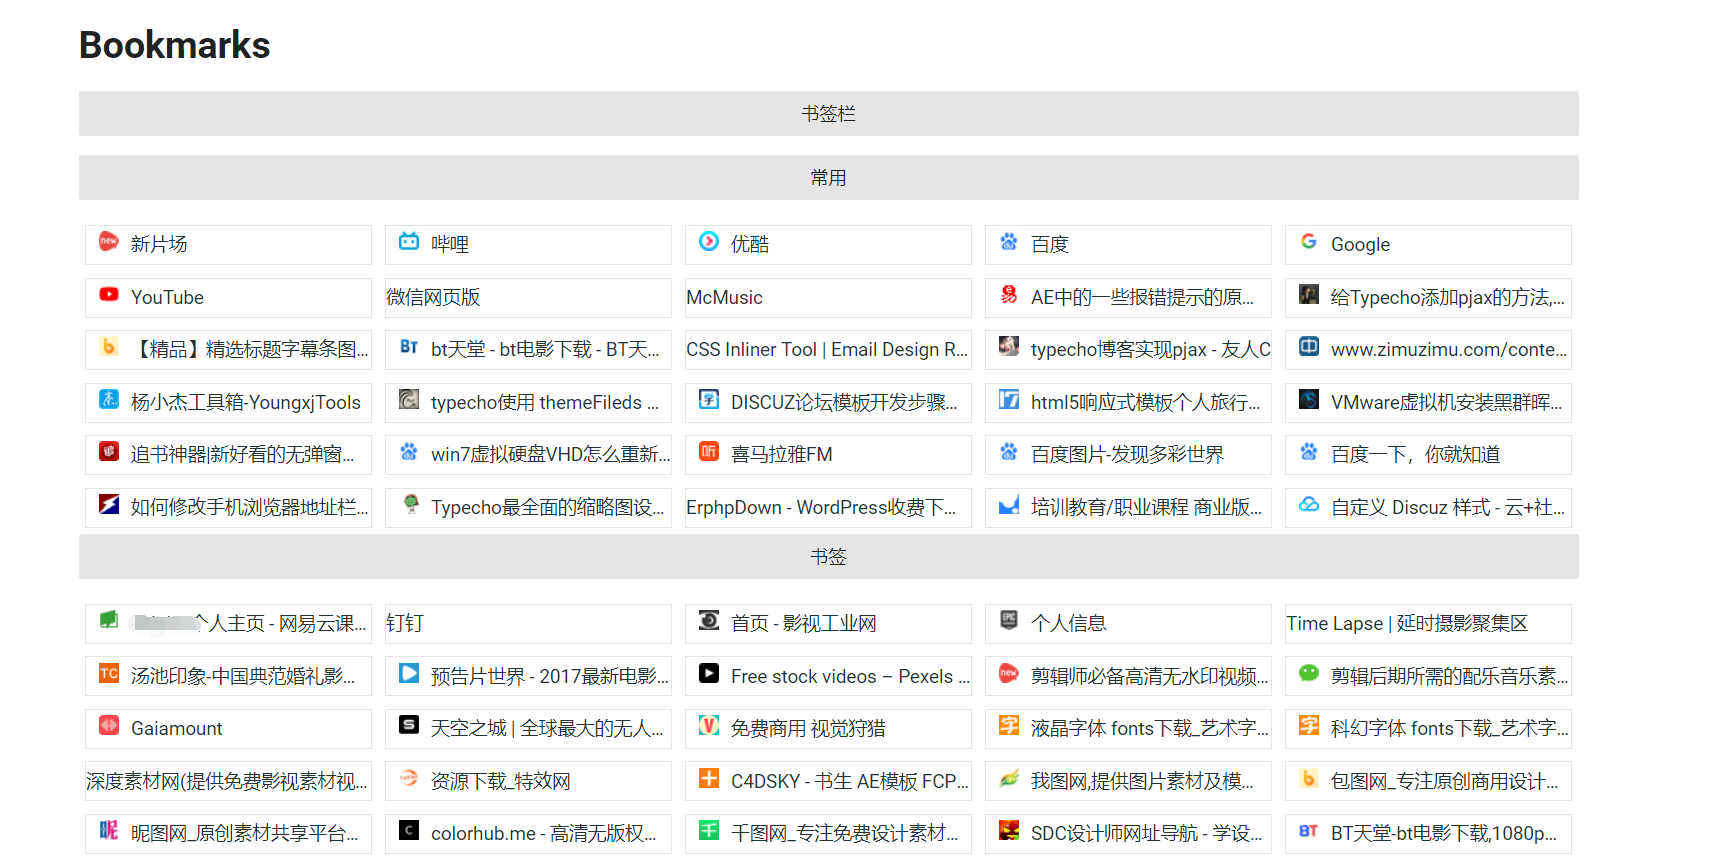 Bookmarks
书签栏
常用
新片场
哔哩
优酷
百度
Google
YouTube
微信网页版
McMusic
AE中的一些报错提示的原...
给Typecho添加pjax的方法,...
【精品】精选标题字幕条图...
bt天堂 - bt电影下载 - BT天...
CSS Inliner Tool | Email Design R...
typecho博客实现pjax - 友人C
www.zimuzimu.com/conte...
杨小杰工具箱-YoungxjTools
typecho使用 themeFileds ...
DISCUZ论坛模板开发步骤...
html5响应式模板个人旅行...
VMware虚拟机安装黑群晖...
追书神器|新好看的无弹窗...
win7虚拟硬盘VHD怎么重新...
喜马拉雅FM
百度图片-发现多彩世界
百度一下，你就知道
如何修改手机浏览器地址栏...
Typecho最全面的缩略图设...
ErphpDown - WordPress收费下...
培训教育/职业课程 商业版...
自定义 Discuz 样式 - 云+社...
书签
个人主页 - 网易云课...
钉钉
首页 - 影视工业网
个人信息
Time Lapse | 延时摄影聚集区
汤池印象-中国典范婚礼影...
预告片世界 - 2017最新电影...
Free stock videos – Pexels ...
剪辑师必备高清无水印视频...
剪辑后期所需的配乐音乐素...
Gaiamount
天空之城 | 全球最大的无人...
免费商用 视觉狩猎
液晶字体 fonts下载_艺术字...
科幻字体 fonts下载_艺术字...
深度素材网(提供免费影视素材视...
资源下载_特效网
C4DSKY - 书生 AE模板 FCP...
我图网,提供图片素材及模...
包图网_专注原创商用设计...
昵图网_原创素材共享平台...
colorhub.me - 高清无版权...
千图网_专注免费设计素材...
SDC设计师网址导航 - 学设...
BT天堂-bt电影下载,1080p...